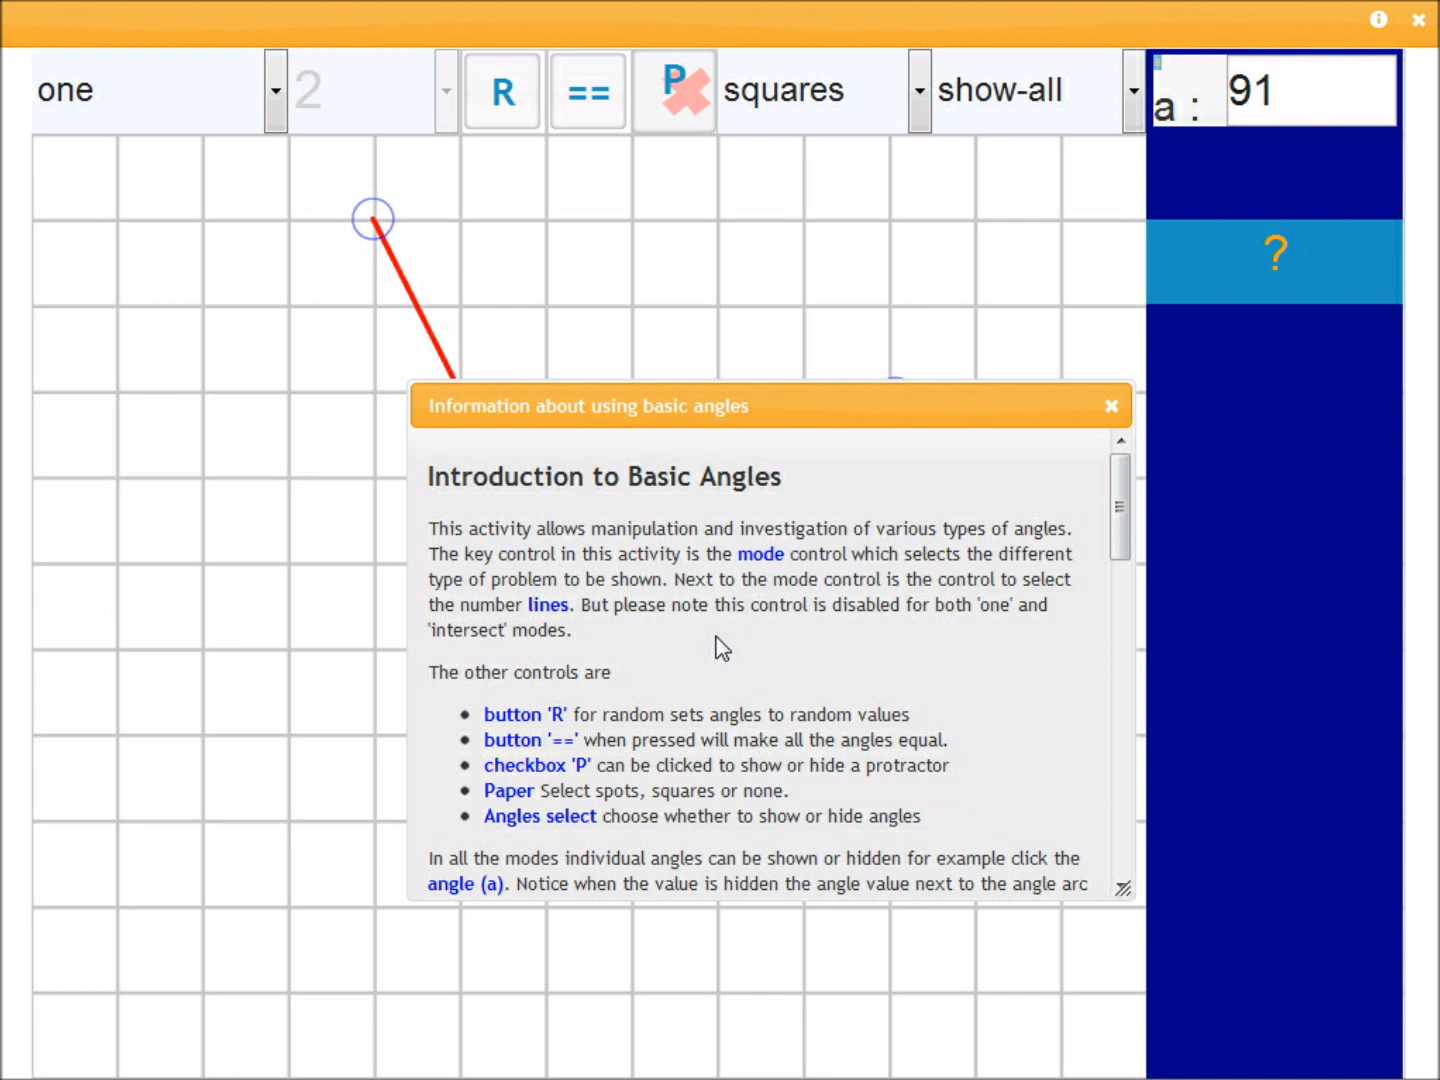 one 2 R == P squares show-all a : 91
?
Information about using basic angles
Introduction to Basic Angles
This activity allows manipulation and investigation of various types of angles.
The key control in this activity is the mode control which selects the different
type of problem to be shown. Next to the mode control is the control to select
the number lines. But please note this control is disabled for both 'one' and
'intersect' modes.
The other controls are
button 'R' for random sets angles to random values
button '==' when pressed will make all the angles equal.
checkbox 'P' can be clicked to show or hide a protractor
Paper Select spots, squares or none.
Angles select choose whether to show or hide angles
In all the modes individual angles can be shown or hidden for example click the
angle (a). Notice when the value is hidden the angle value next to the angle arc